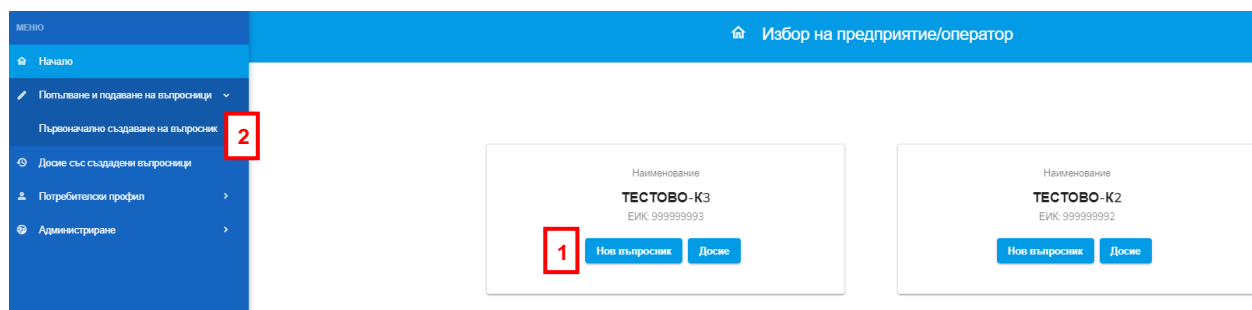 МЕНЮ
Начало
Попълване и подаване на въпросници
Първоначално създаване на въпросник
2
Досие със създадени въпросници
Потребителски профил
Администриране
Избор на предприятие/оператор
Наименование
ТЕСТОВО-К3
ЕИК: 999999993
1
Нов въпросник
Досие
Наименование
ТЕСТОВО-К2
ЕИК: 999999992
Нов въпросник
Досие